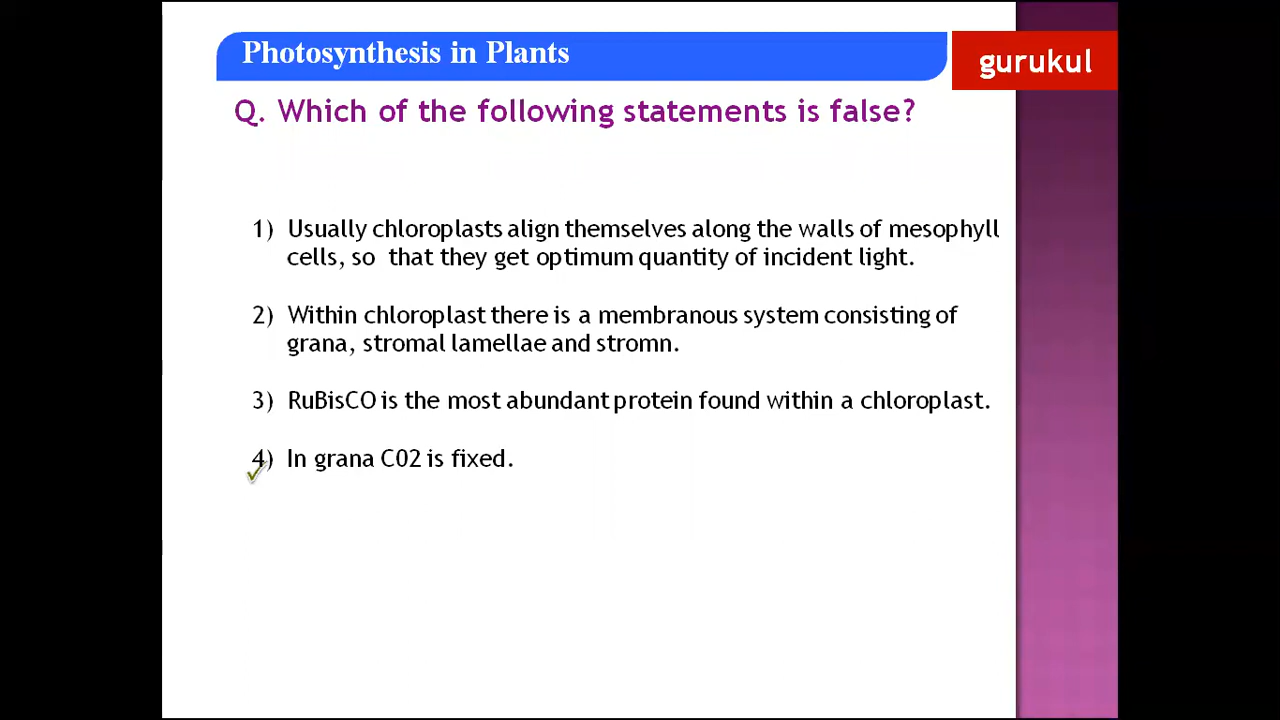 Photosynthesis in Plants
gurukul
Q. Which of the following statements is false?
1) Usually chloroplasts align themselves along the walls of mesophyll
cells, so that they get optimum quantity of incident light.
2) Within chloroplast there is a membranous system consisting of
grana, stromal lamellae and stromn.
3) RuBisCO is the most abundant protein found within a chloroplast.
4) In grana C02 is fixed.